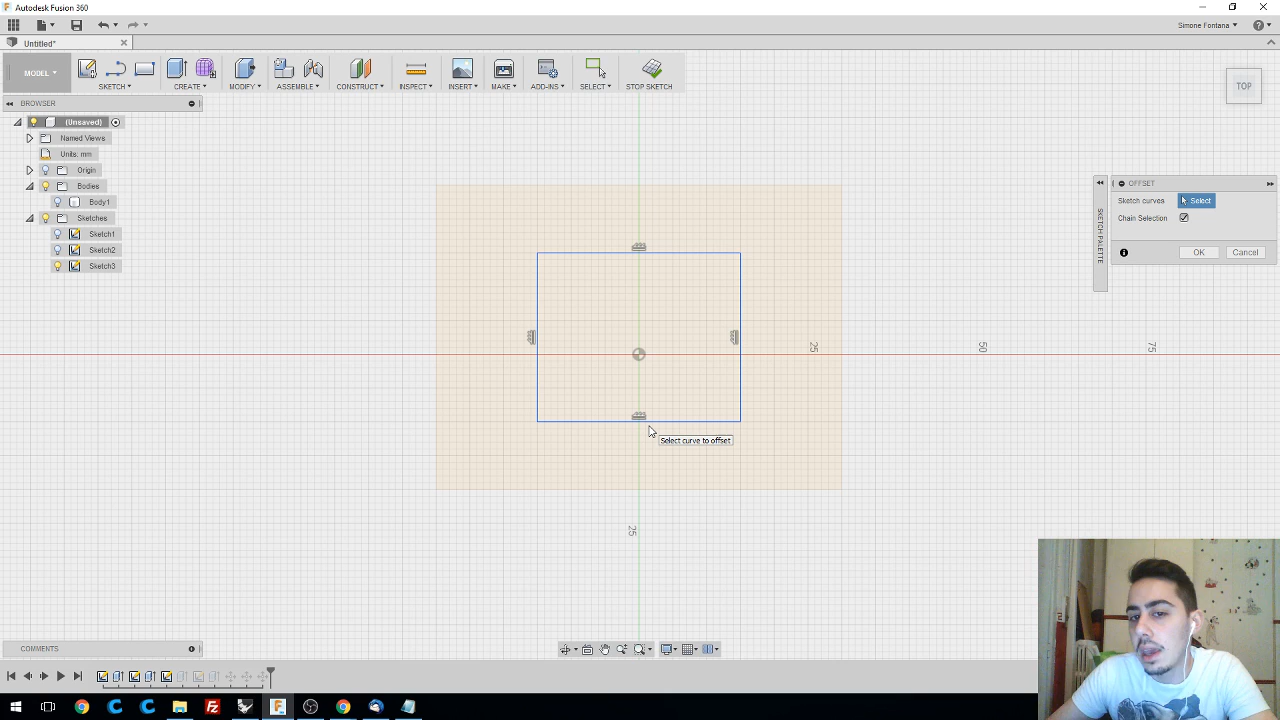 Autodesk Fusion 360
Simone Fontana
Untitled*
MODEL
SKETCH
CREATE
MODIFY
ASSEMBLE
CONSTRUCT
INSPECT
INSERT
MAKE
ADD-INS
SELECT
STOP SKETCH
TOP
BROWSER
(Unsaved)
Named Views
Units: mm
Origin
Bodies
Body1
Sketches
Sketch1
Sketch2
Sketch3
OFFSET
Sketch curves
Select
Chain Selection
OK
Cancel
SKETCH PALETTE
25
50
75
Select curve to offset
25
COMMENTS